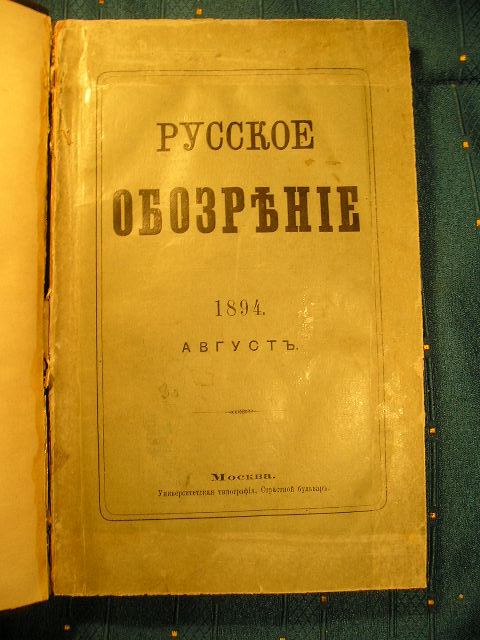 РУССКОЕ
ОБОЗРѢНІЕ
1894.
АВГУСТЪ.
Москва.
Университетская типографія, Страстной бульваръ.